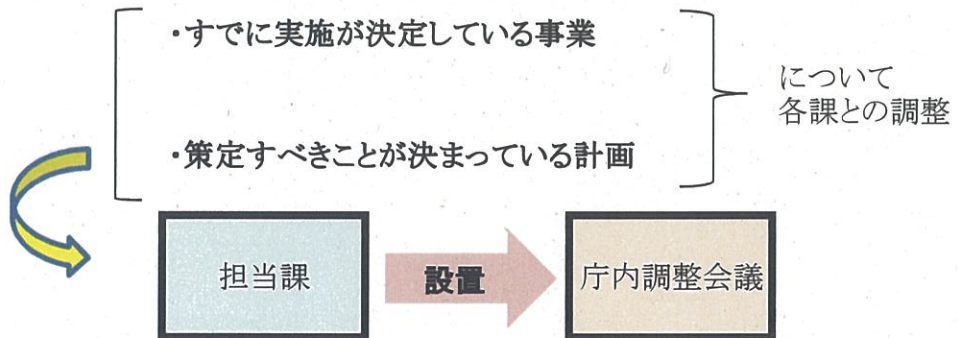 ・すでに実施が決定している事業
・策定すべきことが決まっている計画
について
各課との調整
担当課
設置
庁内調整会議